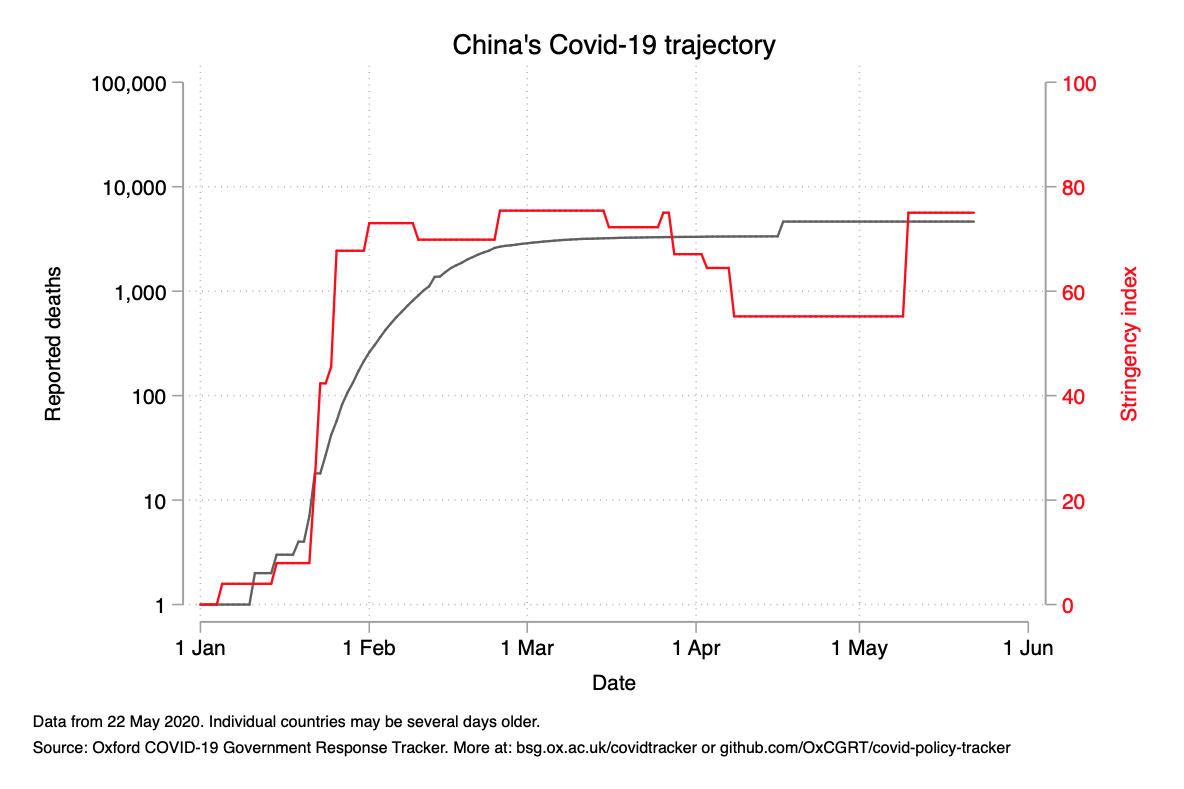 China's Covid-19 trajectory
100,000
10,000
1,000
100
10
1
Reported deaths
100
80
60
40
20
0
Stringency index
1 Jan 1 Feb 1 Mar 1 Apr 1 May 1 Jun
Date
Data from 22 May 2020. Individual countries may be several days older.
Source: Oxford COVID-19 Government Response Tracker. More at: bsg.ox.ac.uk/covidtracker or github.com/OxCGRT/covid-policy-tracker